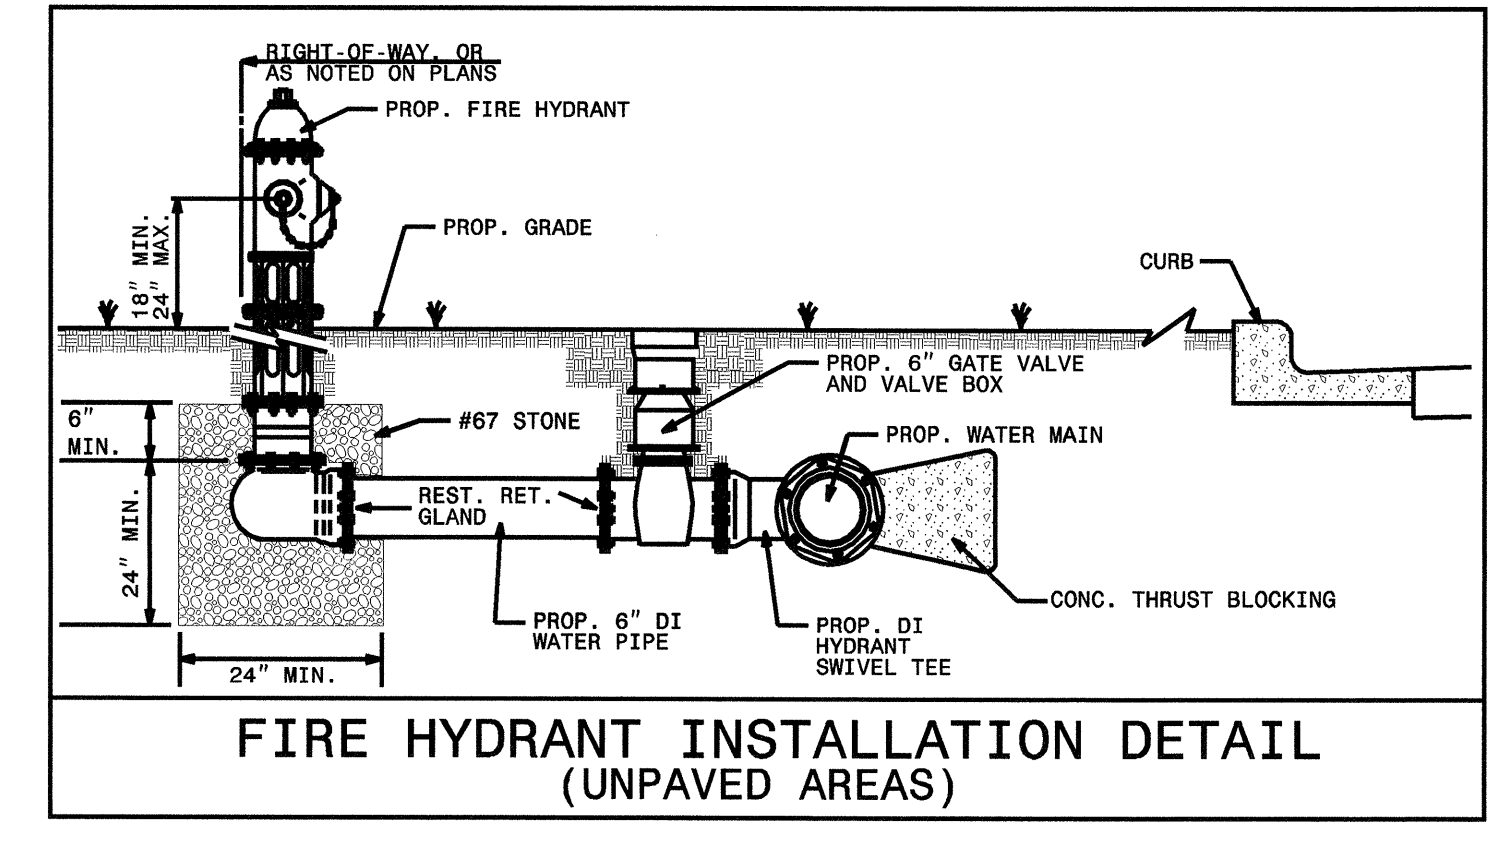 RIGHT-OF-WAY, OR
AS NOTED ON PLANS
PROP. FIRE HYDRANT
18" MIN.
24" MAX.
PROP. GRADE
CURB
PROP. 6" GATE VALVE
AND VALVE BOX
6"
MIN.
#67 STONE
PROP. WATER MAIN
REST. RET.
GLAND
24" MIN.
CONC. THRUST BLOCKING
PROP. 6" DI
WATER PIPE
PROP. DI
HYDRANT
SWIVEL TEE
24" MIN.
FIRE HYDRANT INSTALLATION DETAIL
(UNPAVED AREAS)